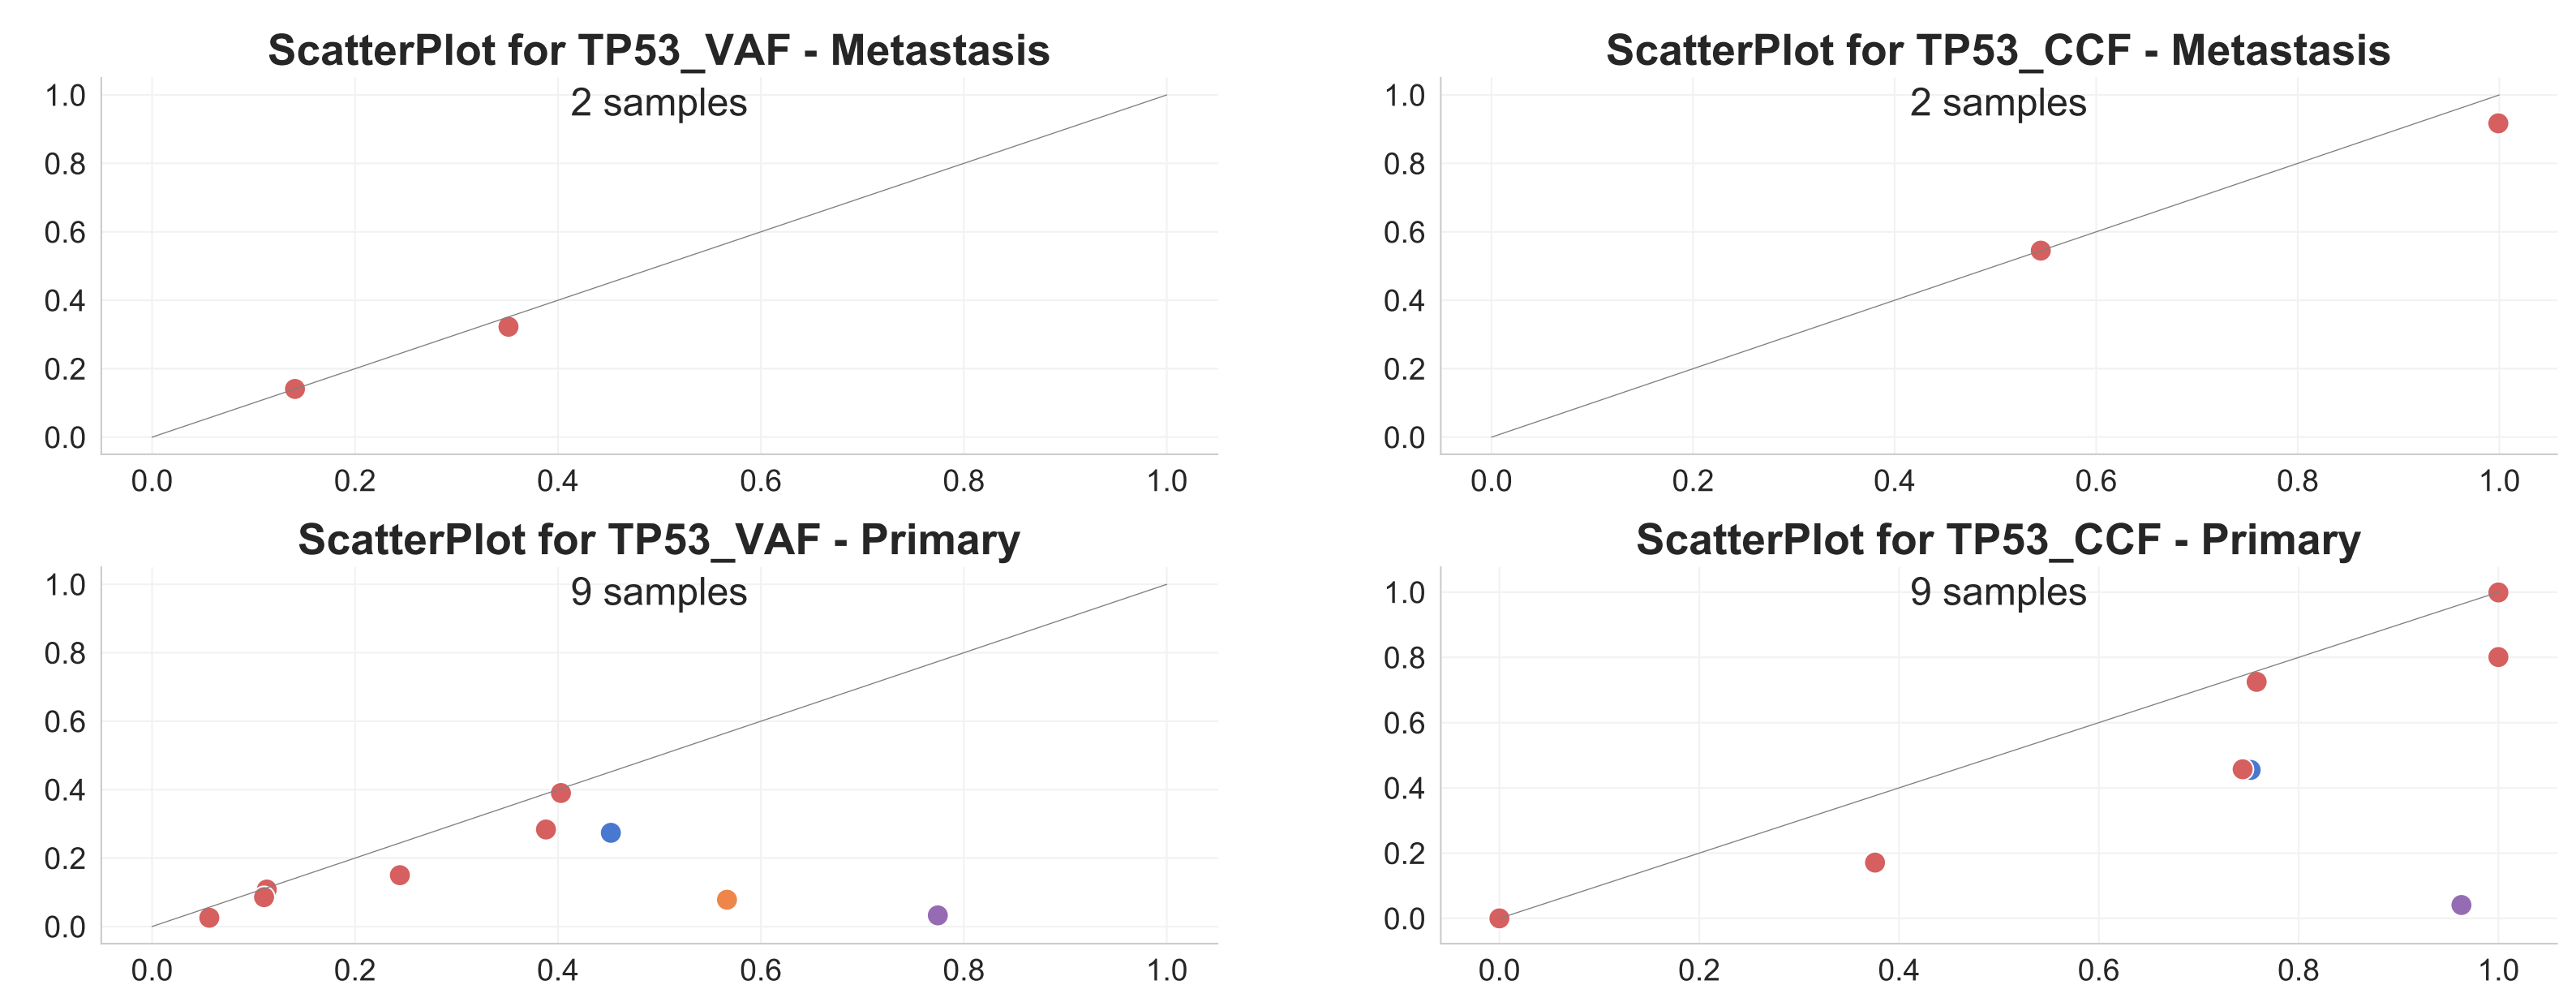 ScatterPlot for TP53_VAF - Metastasis
2 samples
1.0
0.8
0.6
0.4
0.2
0.0
0.0 0.2 0.4 0.6 0.8 1.0
ScatterPlot for TP53_CCF - Metastasis
2 samples
1.0
0.8
0.6
0.4
0.2
0.0
0.0 0.2 0.4 0.6 0.8 1.0
ScatterPlot for TP53_VAF - Primary
9 samples
1.0
0.8
0.6
0.4
0.2
0.0
0.0 0.2 0.4 0.6 0.8 1.0
ScatterPlot for TP53_CCF - Primary
9 samples
1.0
0.8
0.6
0.4
0.2
0.0
0.0 0.2 0.4 0.6 0.8 1.0